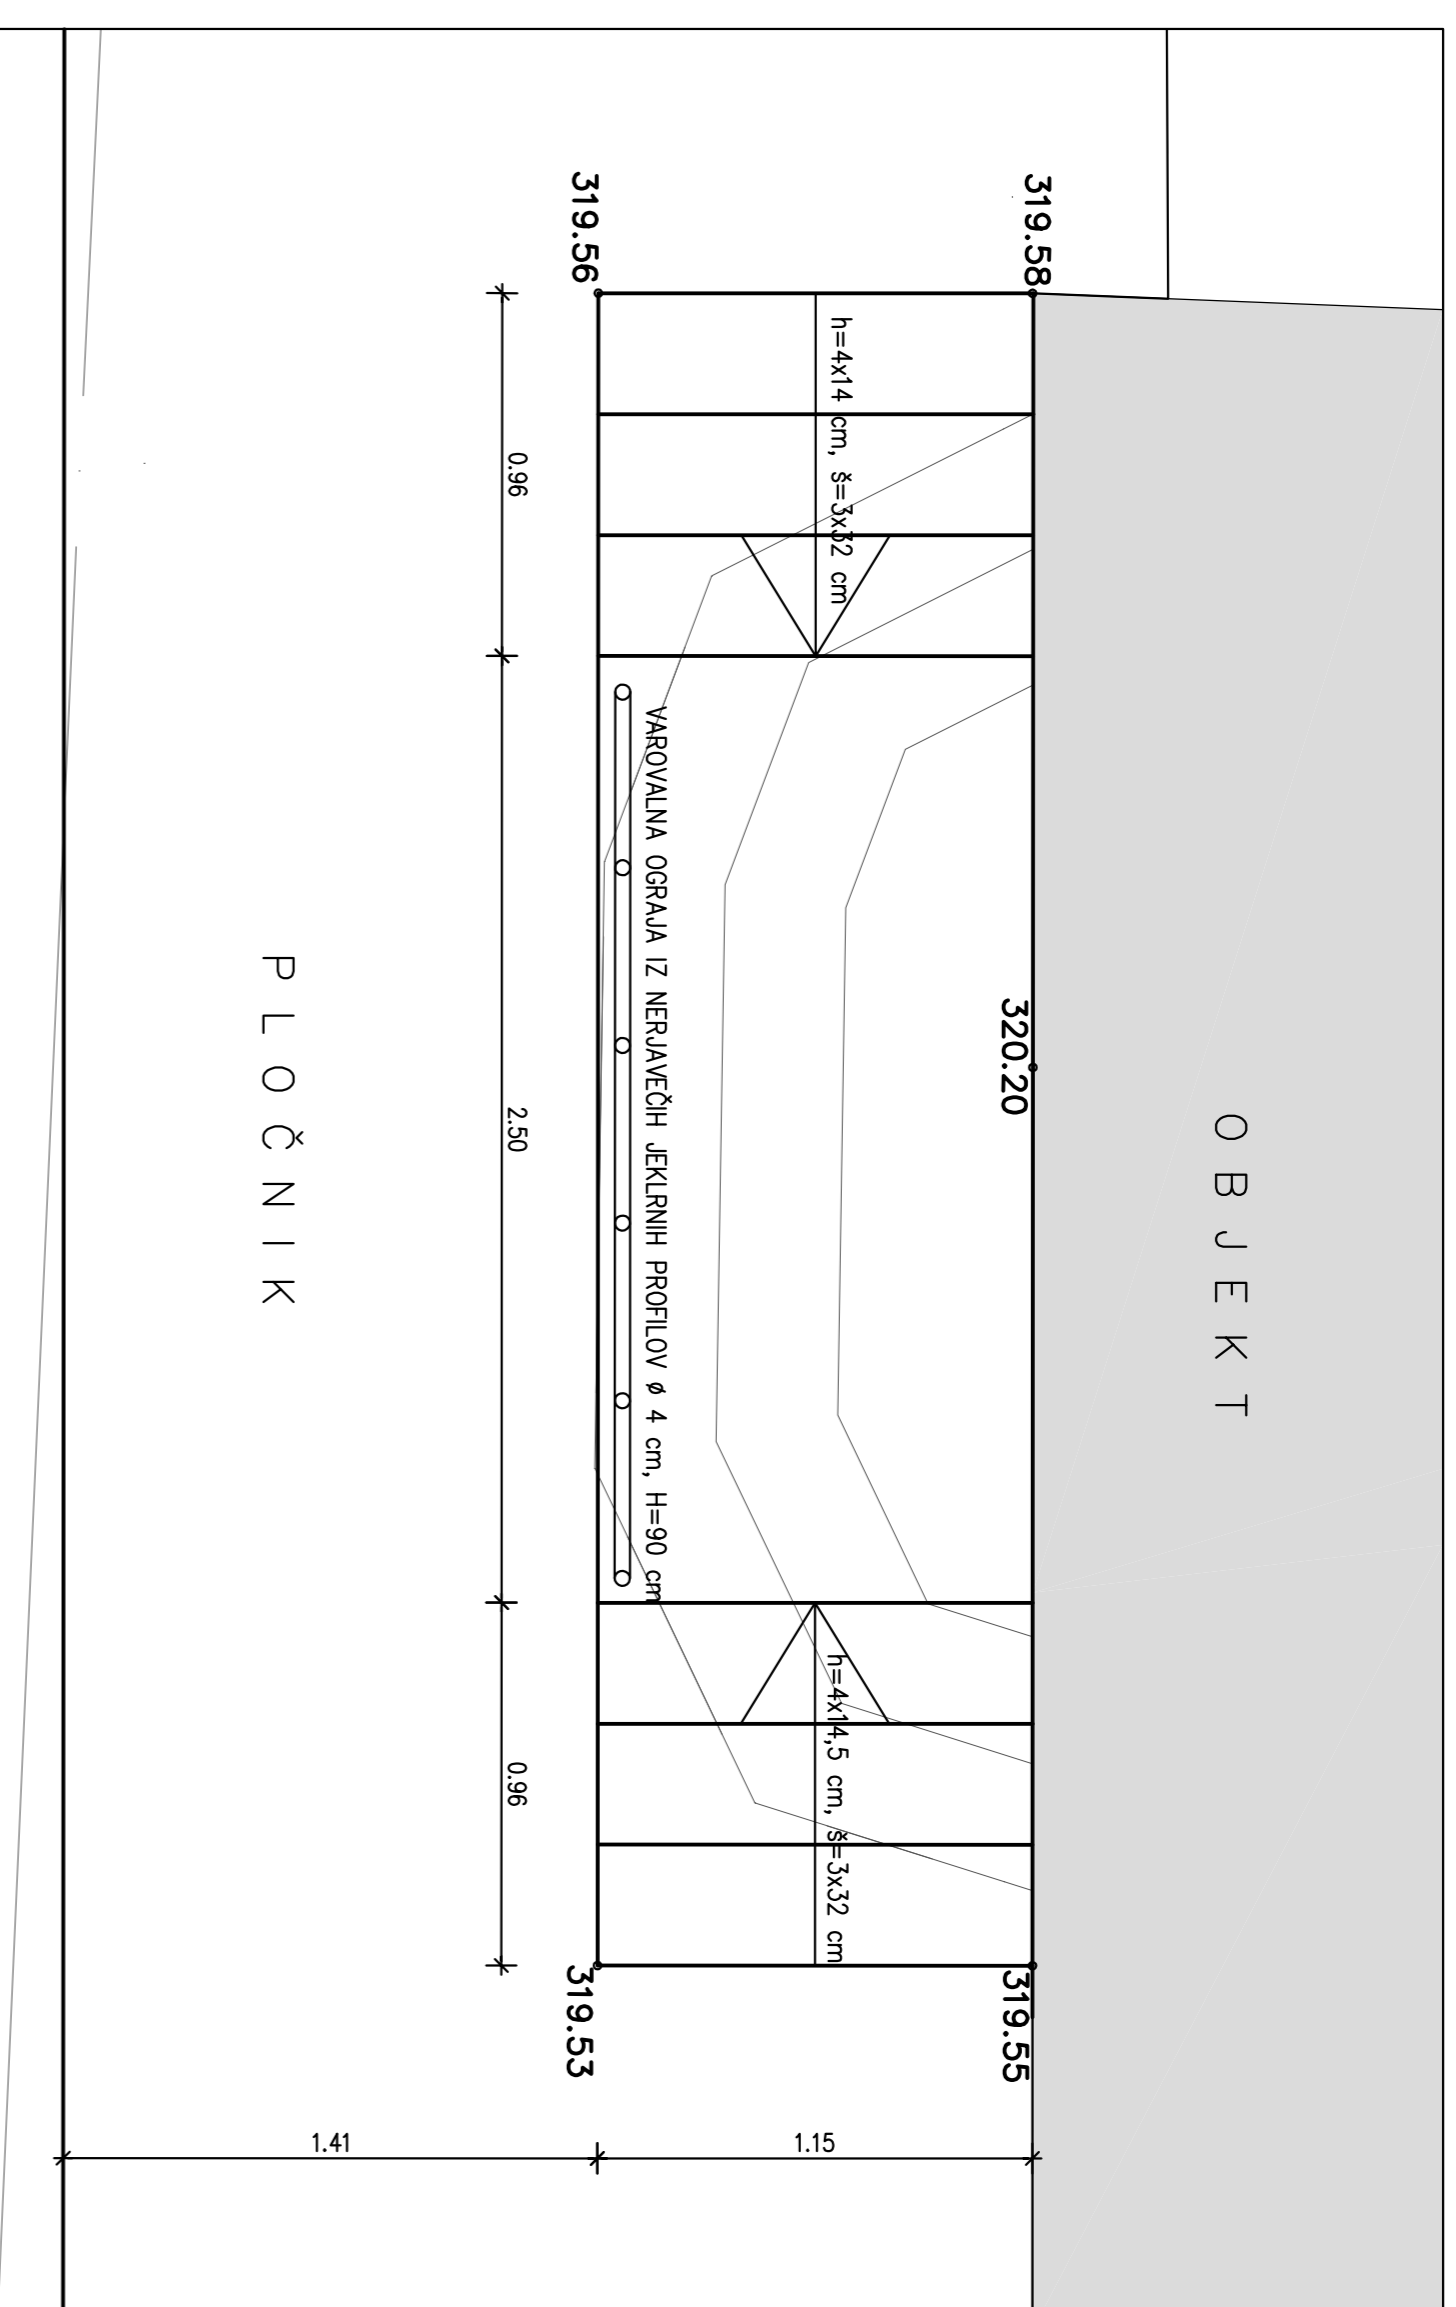 319.58
319.56
h=4x14 cm, š=3x32 cm
0.96
VAROVALNA OGRAJA IZ NERJAVEČIH JEKLRNIH PROFILOV ø 4 cm, H=90 cm
320.20
2.50
OBJEKT
PLOČNIK
h=4x14,5 cm, š=3x32 cm
0.96
319.55
319.53
1.41
1.15